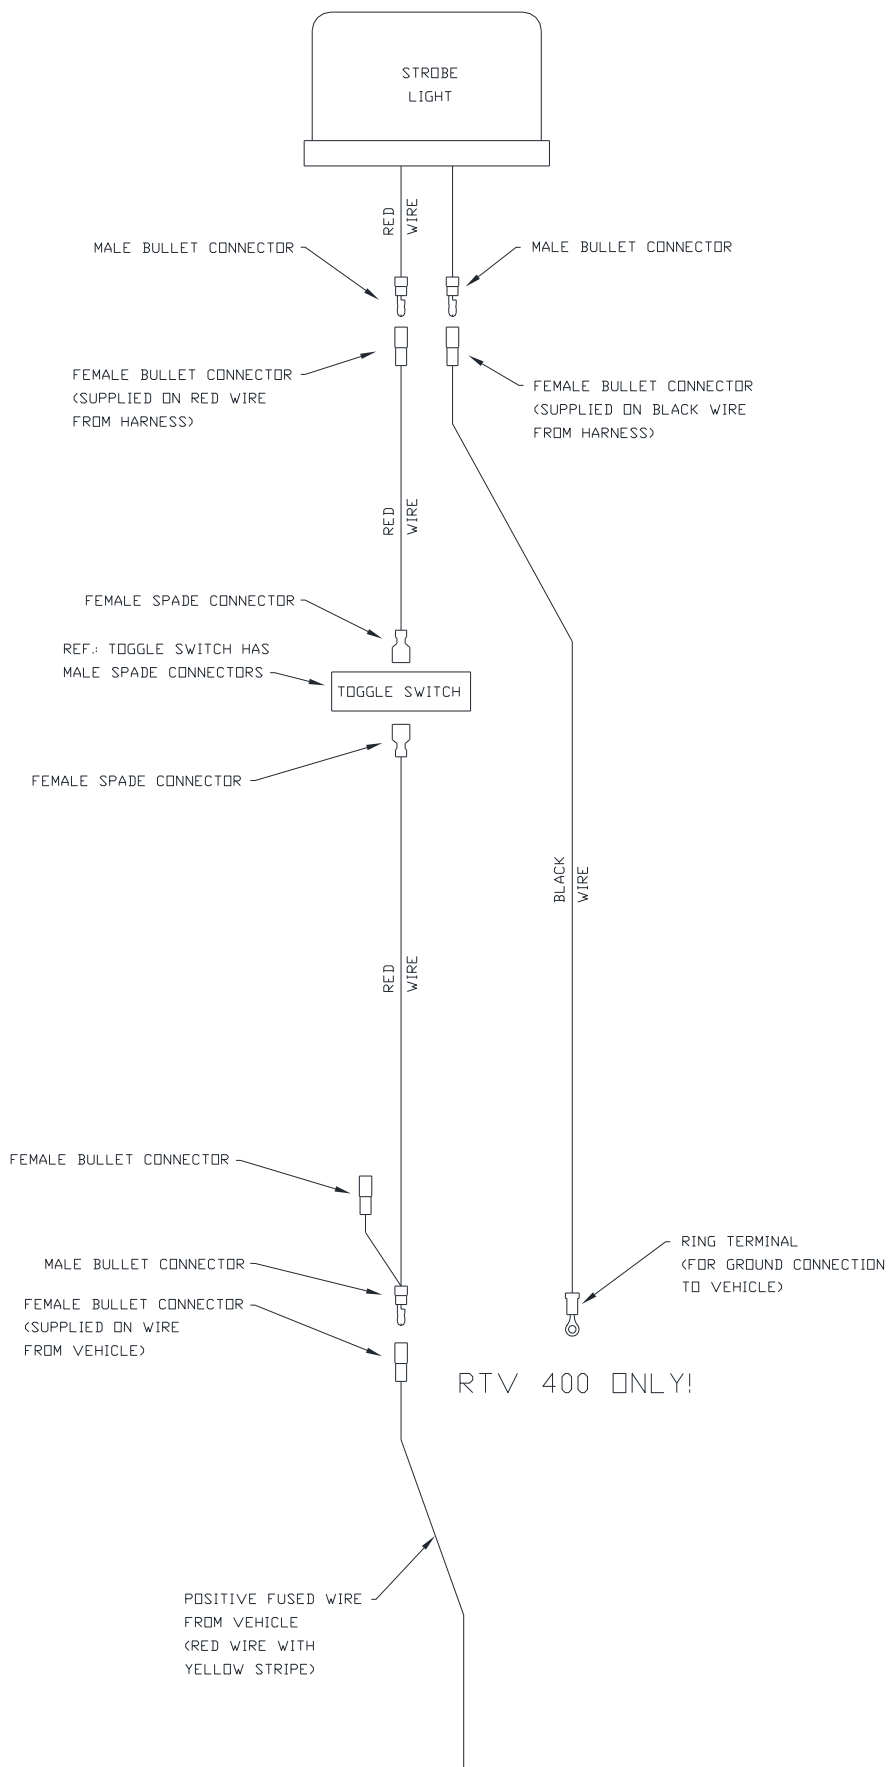 STROBE
LIGHT
RED
WIRE
MALE BULLET CONNECTOR
MALE BULLET CONNECTOR
FEMALE BULLET CONNECTOR
(SUPPLIED ON RED WIRE
FROM HARNESS)
FEMALE BULLET CONNECTOR
(SUPPLIED ON BLACK WIRE
FROM HARNESS)
RED
WIRE
FEMALE SPADE CONNECTOR
REF.: TOGGLE SWITCH HAS
MALE SPADE CONNECTORS
TOGGLE SWITCH
FEMALE SPADE CONNECTOR
BLACK
WIRE
RED
WIRE
FEMALE BULLET CONNECTOR
RING TERMINAL
(FOR GROUND CONNECTION
TO VEHICLE)
MALE BULLET CONNECTOR
FEMALE BULLET CONNECTOR
(SUPPLIED ON WIRE
FROM VEHICLE)
RTV 400 ONLY!
POSITIVE FUSED WIRE
FROM VEHICLE
(RED WIRE WITH
YELLOW STRIPE)